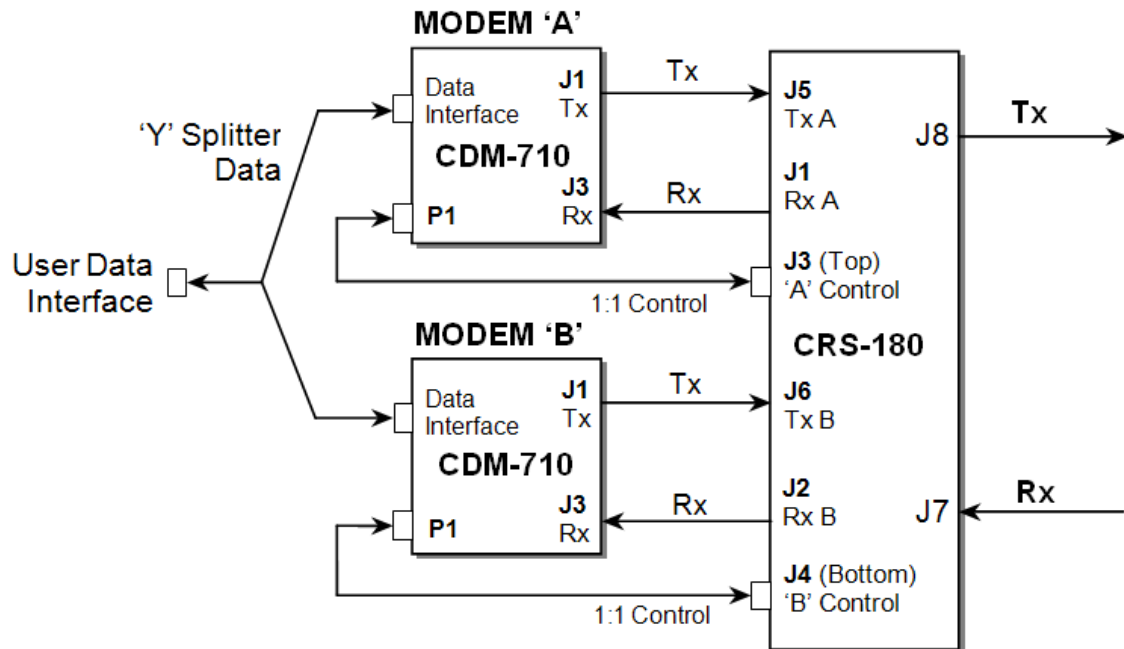 MODEM ‘A’
Data
Interface
J1
Tx
CDM-710
J3
Rx
P1
Tx
Rx
1:1 Control
‘Y’ Splitter
Data
User Data
Interface
MODEM ‘B’
Data
Interface
J1
Tx
CDM-710
J3
Rx
P1
Tx
Rx
1:1 Control
J5
Tx A
J1
Rx A
J3 (Top)
‘A’ Control
CRS-180
J6
Tx B
J2
Rx B
J4 (Bottom)
‘B’ Control
J8
Tx
J7
Rx